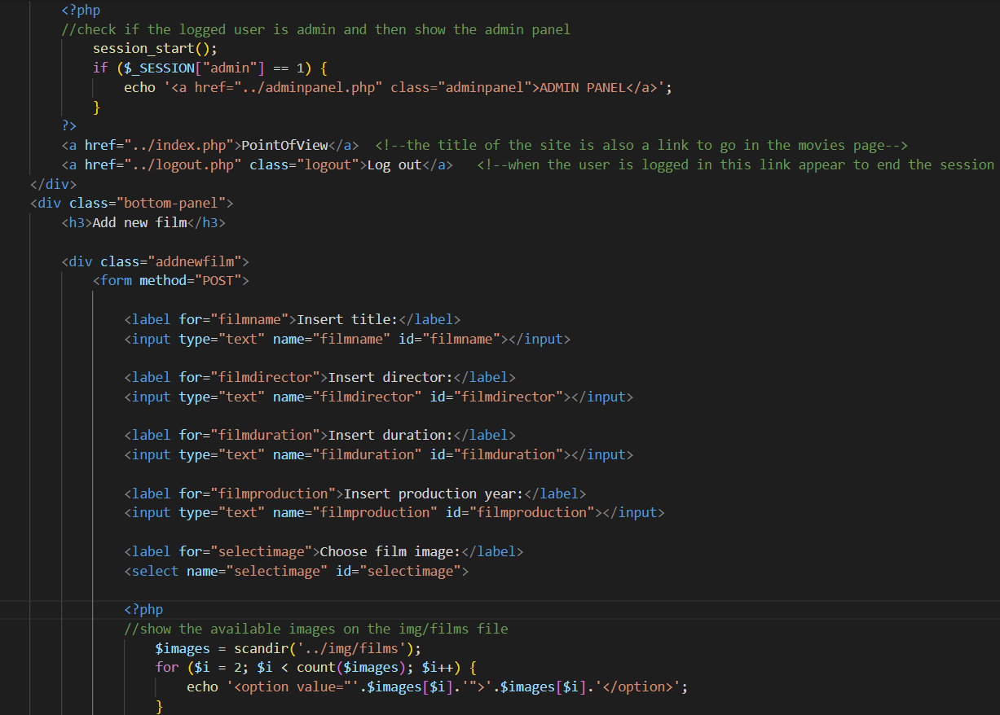 <?php
//check if the logged user is admin and then show the admin panel
session_start();
if ($_SESSION["admin"] == 1) {
echo '<a href="../adminpanel.php" class="adminpanel">ADMIN PANEL</a>';
}
?>
<a href="../index.php">PointOfView</a>  <!--the title of the site is also a link to go in the movies page-->
<a href="../logout.php" class="logout">Log out</a>   <!--when the user is logged in this link appear to end the session
</div>
<div class="bottom-panel">
<h3>Add new film</h3>
<div class="addnewfilm">
<form method="POST">
<label for="filmname">Insert title:</label>
<input type="text" name="filmname" id="filmname"></input>
<label for="filmdirector">Insert director:</label>
<input type="text" name="filmdirector" id="filmdirector"></input>
<label for="filmduration">Insert duration:</label>
<input type="text" name="filmduration" id="filmduration"></input>
<label for="filmproduction">Insert production year:</label>
<input type="text" name="filmproduction" id="filmproduction"></input>
<label for="selectimage">Choose film image:</label>
<select name="selectimage" id="selectimage">
<?php
//show the available images on the img/films file
$images = scandir('../img/films');
for ($i = 2; $i < count($images); $i++) {
echo '<option value="'.$images[$i].'">'.$images[$i].'</option>';
}